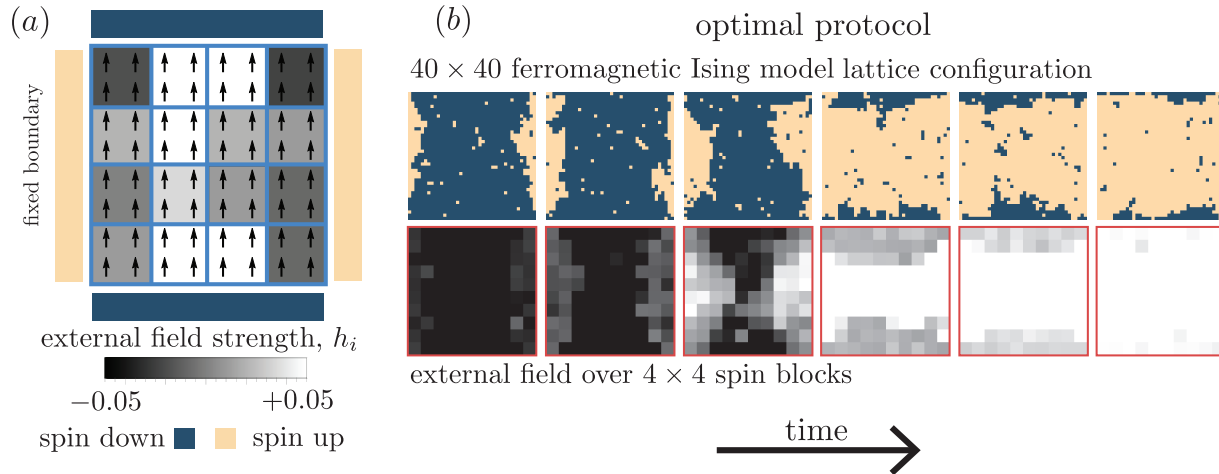 (a)
fixed boundary
external field strength, h_i
−0.05 +0.05
spin down spin up
(b)
optimal protocol
40 × 40 ferromagnetic Ising model lattice configuration
external field over 4 × 4 spin blocks
time